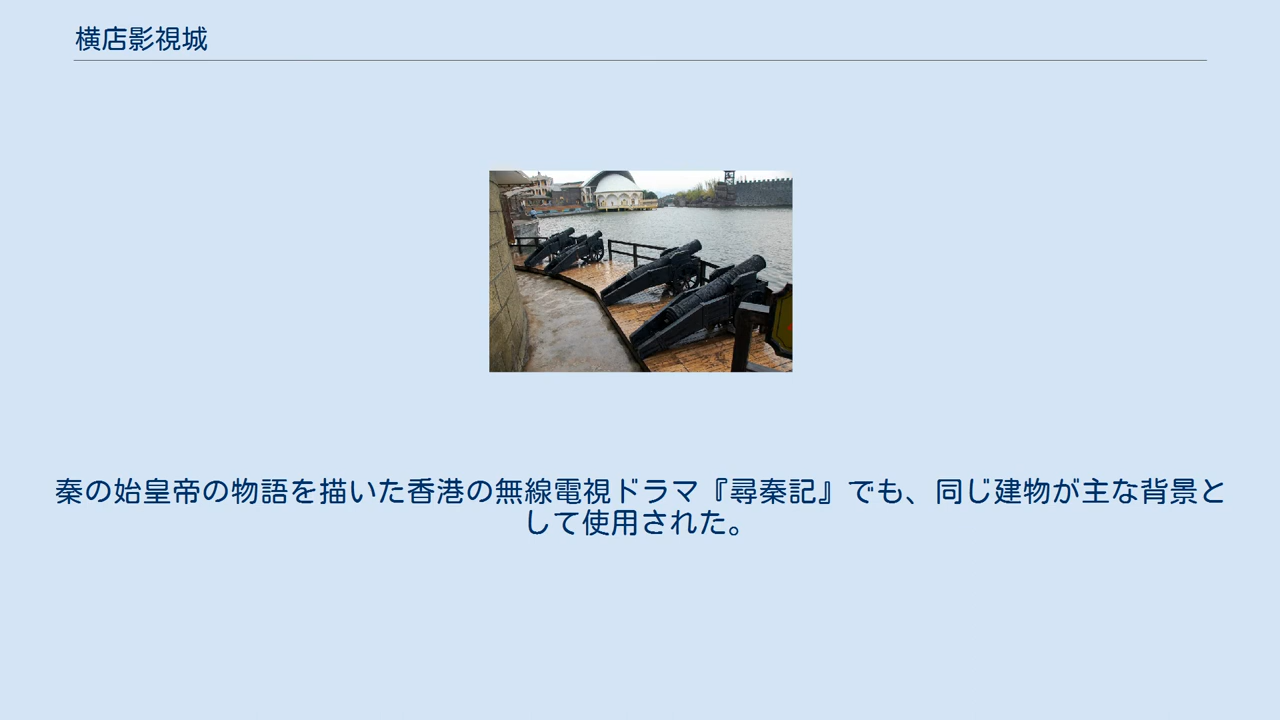 横店影視城
秦の始皇帝の物語を描いた香港の無線電視ドラマ『尋秦記』でも、同じ建物が主な背景と
して使用された。